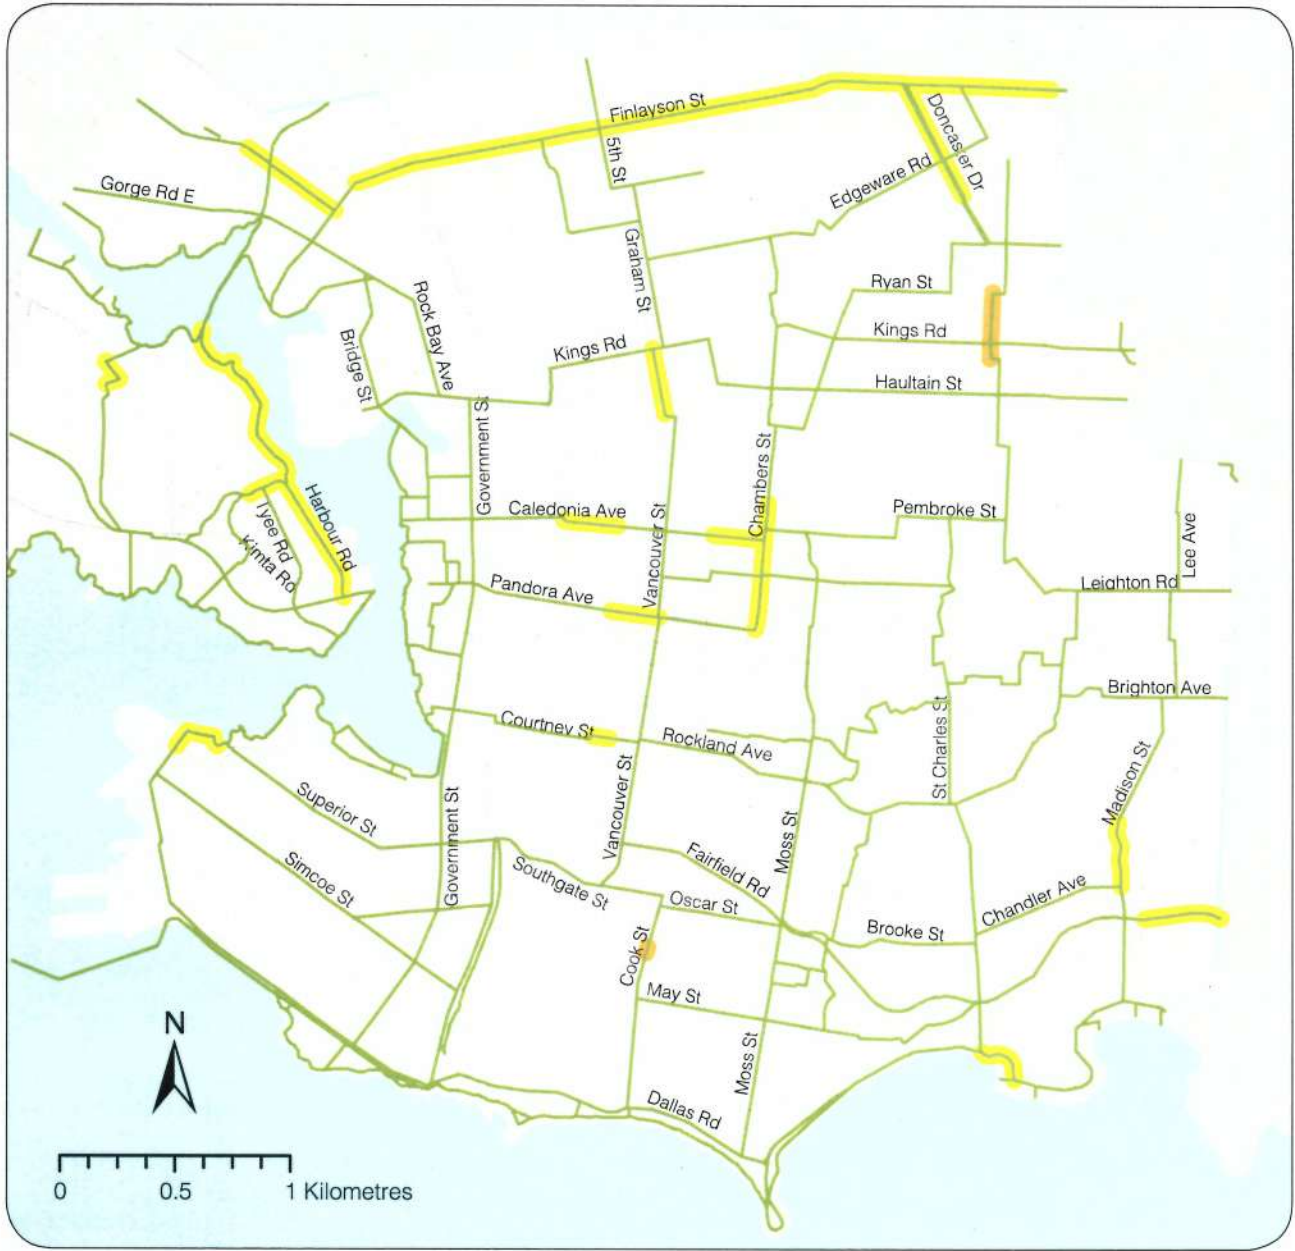 Finlayson St
Doncaster Dr
5th St
Edgeware Rd
Gorge Rd E
Graham St
Ryan St
Rock Bay Ave
Kings Rd
Bridge St
Kings Rd
Haultain St
Government St
Chambers St
Caledonia Ave
Pembroke St
Vancouver St
Harbour Rd
Tyee Rd
Kimta Rd
Lee Ave
Pandora Ave
Leighton Rd
Brighton Ave
Courtney St
Rockland Ave
St Charles St
Madison St
Superior St
Vancouver St
Government St
Moss St
Simcoe St
Southgate St
Fairfield Rd
Oscar St
Chandler Ave
Brooke St
Cook St
May St
Moss St
Dallas Rd
N
0 0.5 1 Kilometres